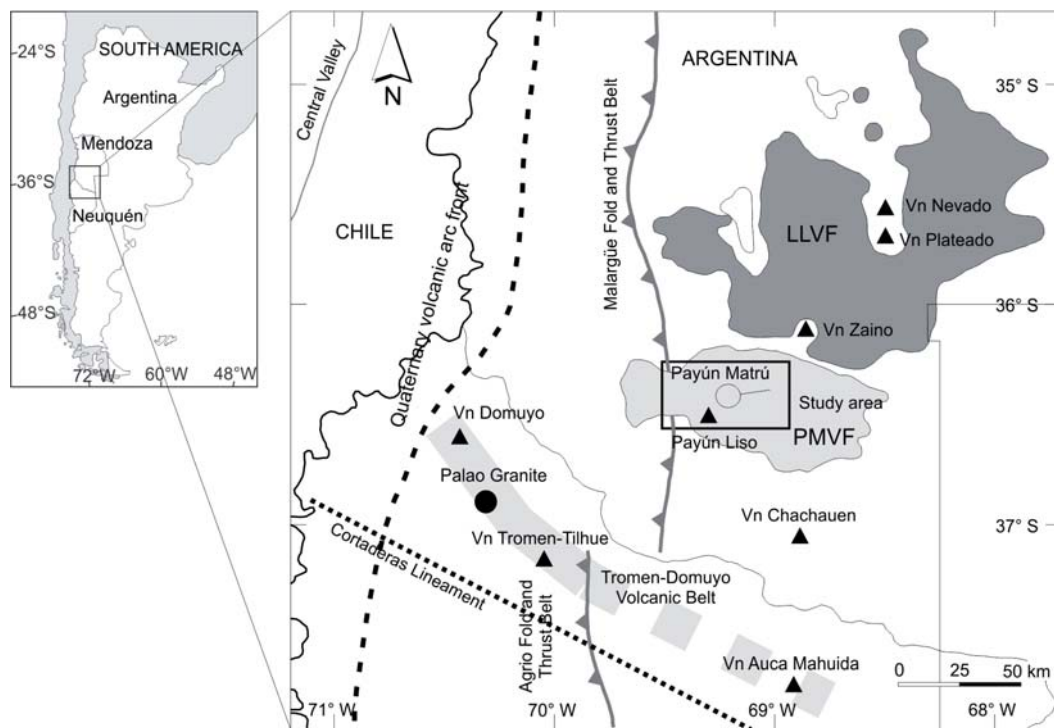 SOUTH AMERICA
24°S
Argentina
Mendoza
36°S
Neuquén
48°S
72°W
60°W
48°W
Central Valley
N
CHILE
Quaternary volcanic arc front
Malargüe Fold and Thrust Belt
ARGENTINA
35° S
Vn Nevado
LLVF
Vn Plateado
36°S
Vn Zaino
Payún Matrú
Study area
PMVF
Payún Liso
Vn Domuyo
Palao Granite
Vn Chachauen
37°S
Vn Tromen-Tilhue
Cortaderas Lineament
Tromen-Domuyo
Volcanic Belt
Agrio Fold and
Thrust Belt
Vn Auca Mahuida
0 25 50 km
71° W
70° W
69° W
68° W